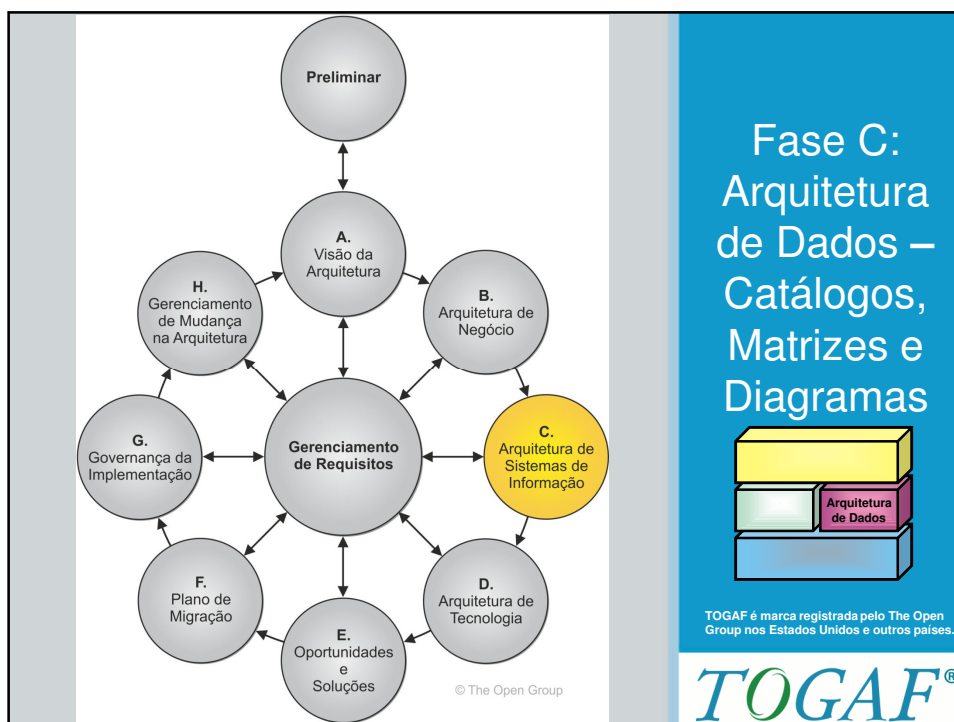 Preliminar
A.
Visão da
Arquitetura
B.
Arquitetura de
Negócio
C.
Arquitetura de
Sistemas de
Informação
D.
Arquitetura de
Tecnologia
E.
Oportunidades
e
Soluções
F.
Plano de
Migração
G.
Governança da
Implementação
H.
Gerenciamento
de Mudança
na Arquitetura
Gerenciamento
de Requisitos
© The Open Group
Fase C:
Arquitetura
de Dados –
Catálogos,
Matrizes e
Diagramas
Arquitetura
de Dados
TOGAF é marca registrada pelo The Open
Group nos Estados Unidos e outros países.
TOGAF®